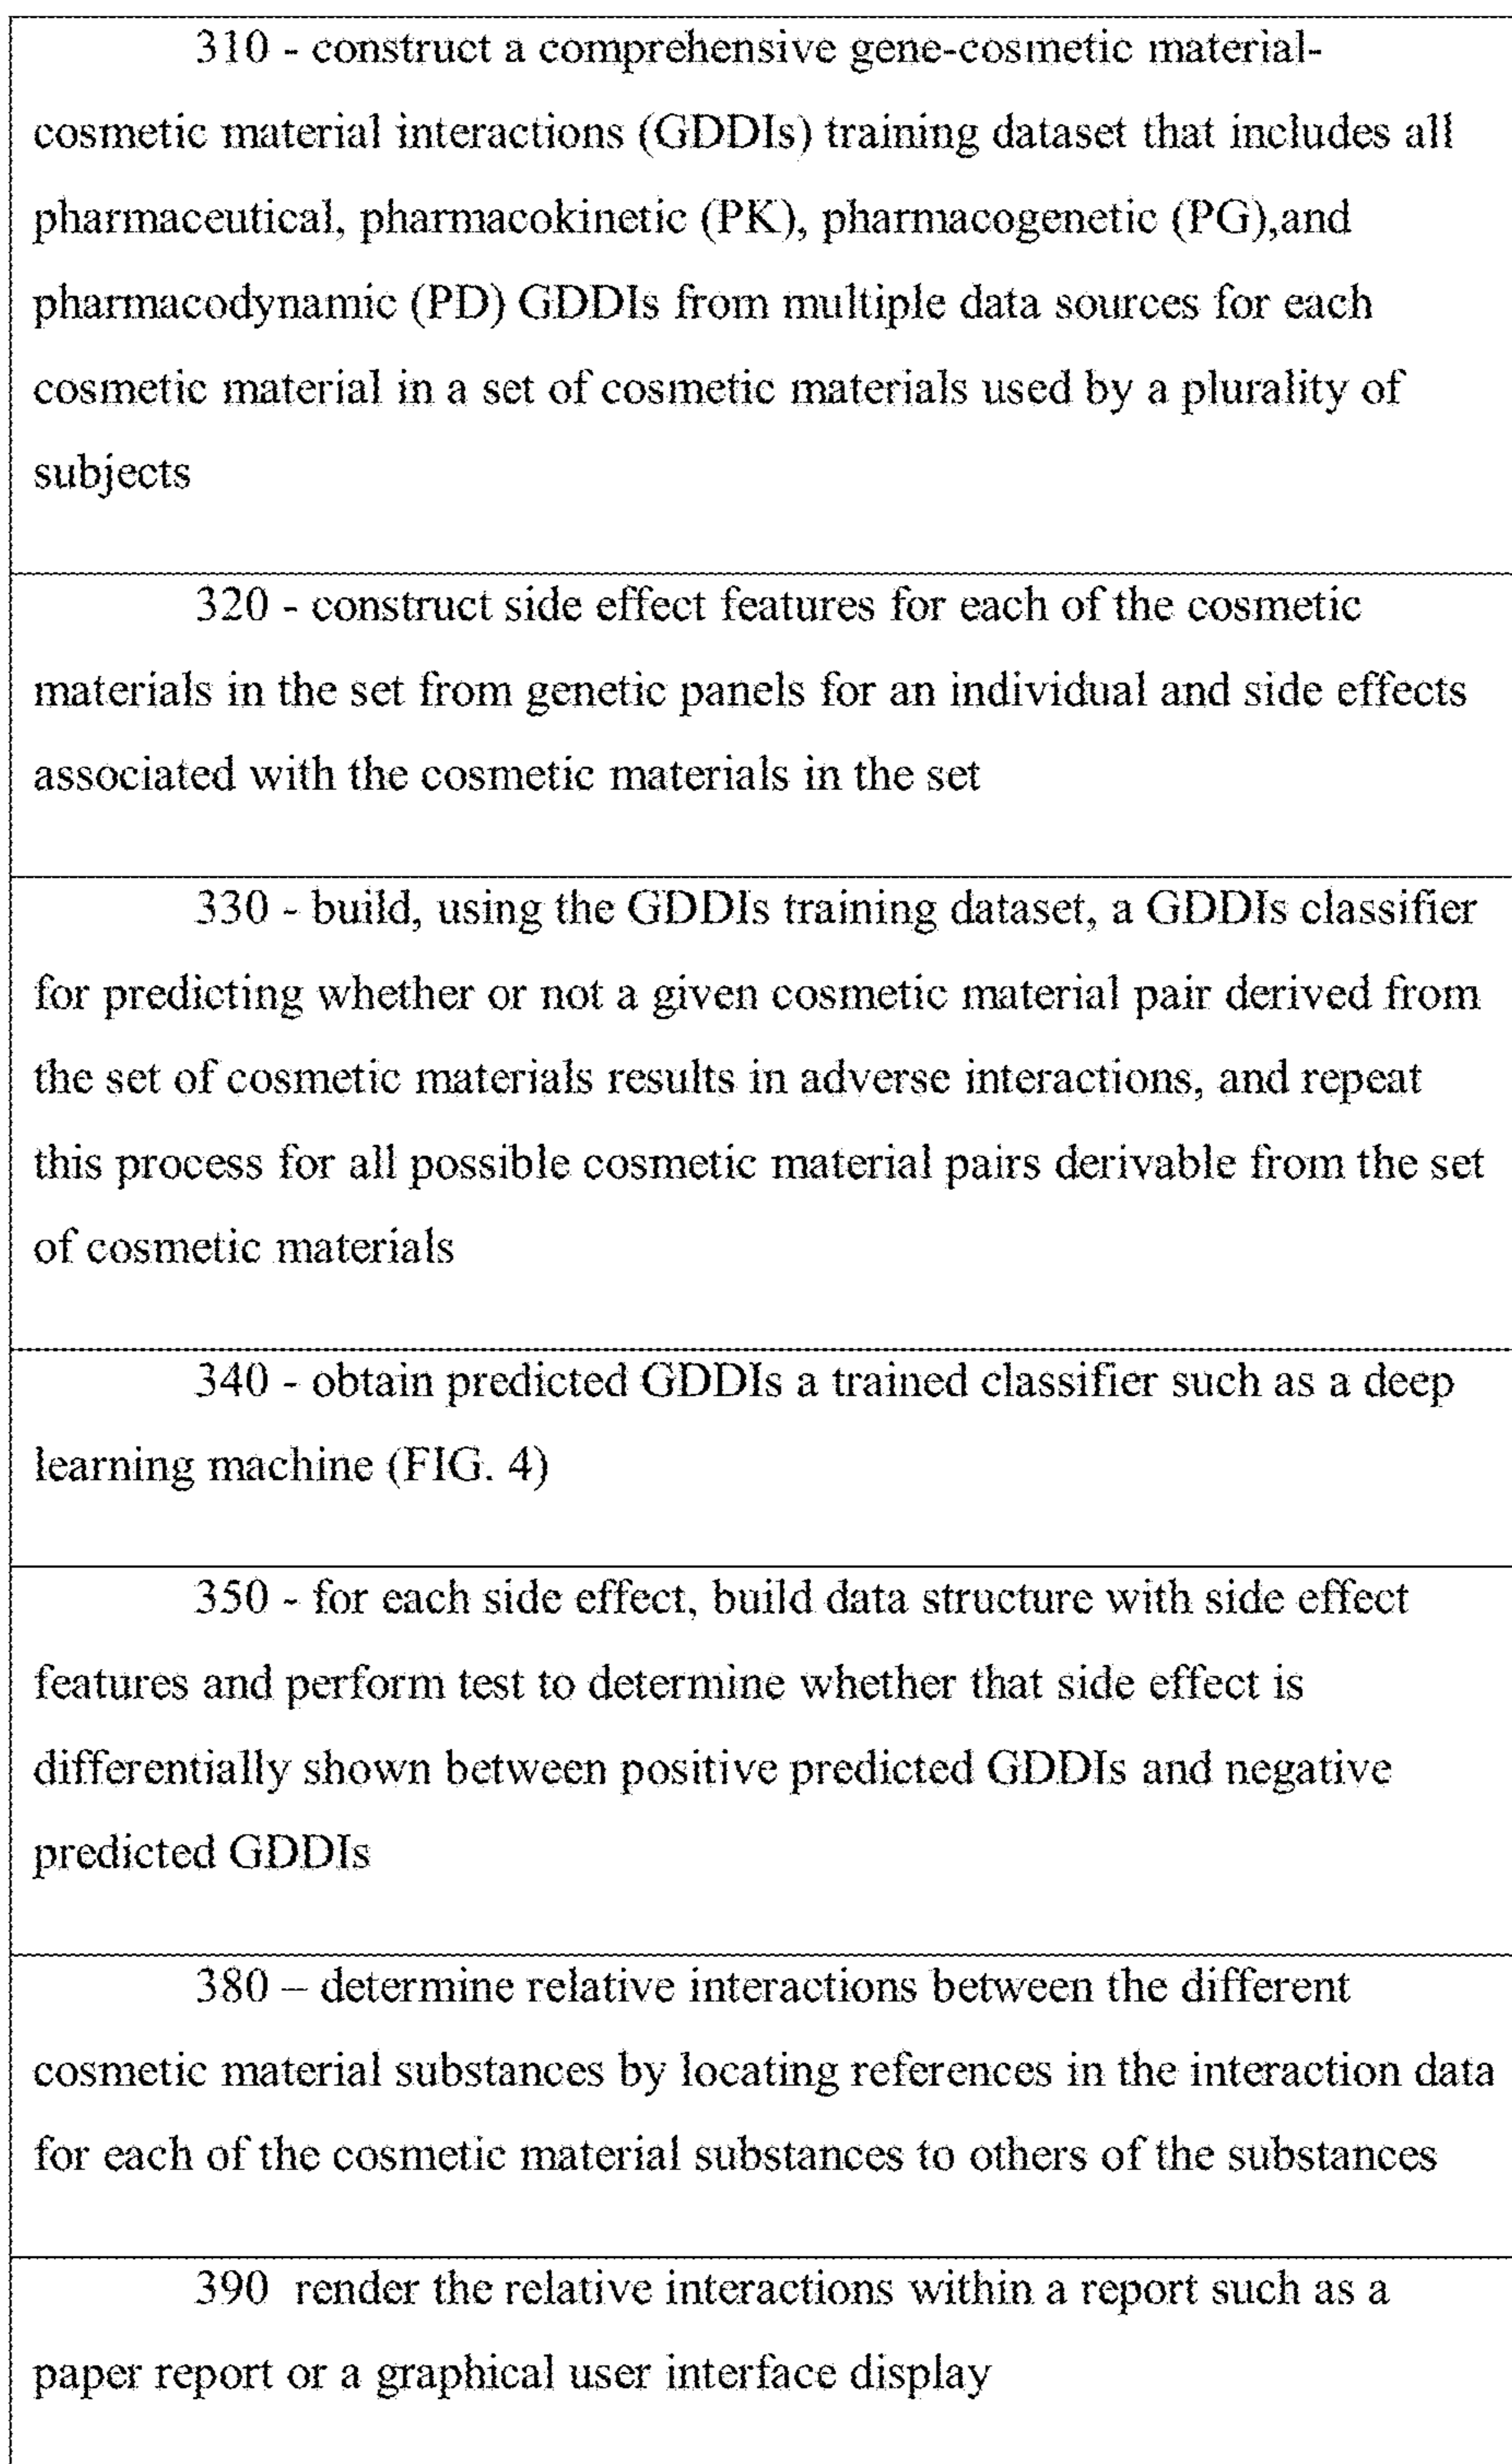 310 - construct a comprehensive gene-cosmetic material-
cosmetic material interactions (GDDIs) training dataset that includes all
pharmaceutical, pharmacokinetic (PK), pharmacogenetic (PG),and
pharmacodynamic (PD) GDDIs from multiple data sources for each
cosmetic material in a set of cosmetic materials used by a plurality of
subjects
320 - construct side effect features for each of the cosmetic
materials in the set from genetic panels for an individual and side effects
associated with the cosmetic materials in the set
330 - build, using the GDDIs training dataset, a GDDIs classifier
for predicting whether or not a given cosmetic material pair derived from
the set of cosmetic materials results in adverse interactions, and repeat
this process for all possible cosmetic material pairs derivable from the set
of cosmetic materials
340 - obtain predicted GDDIs a trained classifier such as a deep
learning machine (FIG. 4)
350 - for each side effect, build data structure with side effect
features and perform test to determine whether that side effect is
differentially shown between positive predicted GDDIs and negative
predicted GDDIs
380 – determine relative interactions between the different
cosmetic material substances by locating references in the interaction data
for each of the cosmetic material substances to others of the substances
390 render the relative interactions within a report such as a
paper report or a graphical user interface display